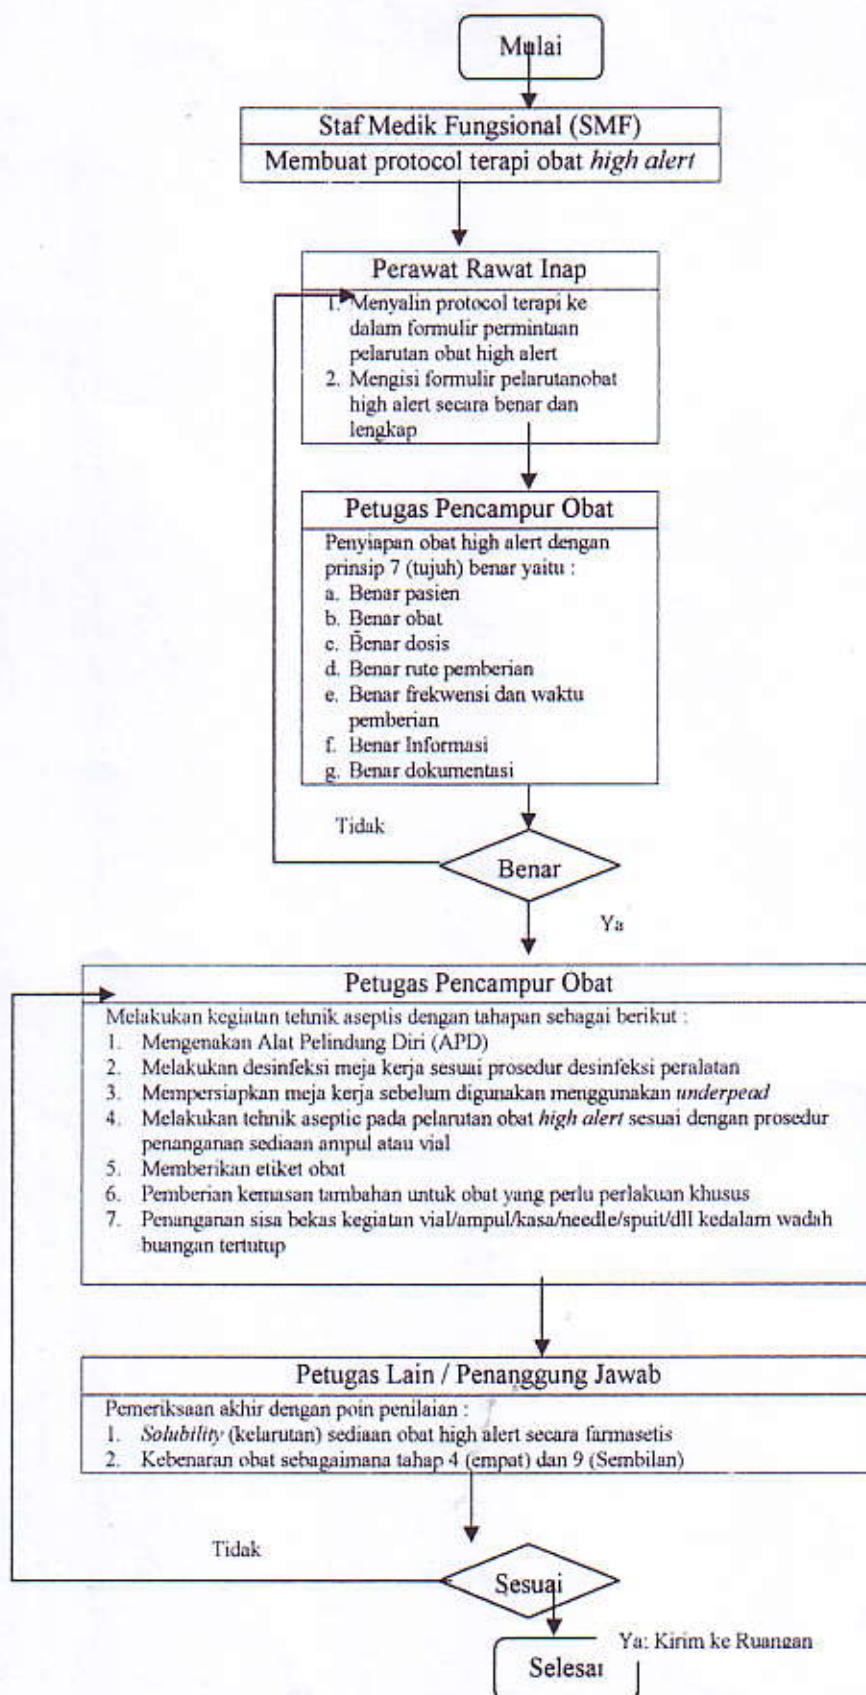 Mulai
Staf Medik Fungsional (SMF)
Membuat protocol terapi obat high alert
Perawat Rawat Inap
1. Menyalin protocol terapi ke
dalam formulir permintaan
pelarutan obat high alert
2. Mengisi formulir pelarutanobat
high alert secara benar dan
lengkap
Petugas Pencampur Obat
Penyiapan obat high alert dengan
prinsip 7 (tujuh) benar yaitu :
a. Benar pasien
b. Benar obat
c. Benar dosis
d. Benar rute pemberian
e. Benar frekwensi dan waktu
pemberian
f. Benar Informasi
g. Benar dokumentasi
Tidak
Benar
Ya
Petugas Pencampur Obat
Melakukan kegiatan tehnik aseptis dengan tahapan sebagai berikut :
1. Mengenakan Alat Pelindung Diri (APD)
2. Melakukan desinfeksi meja kerja sesuai prosedur desinfeksi peralatan
3. Mempersiapkan meja kerja sebelum digunakan menggunakan underpead
4. Melakukan tehnik aseptic pada pelarutan obat high alert sesuai dengan prosedur
penanganan sediaan ampul atau vial
5. Memberikan etiket obat
6. Pemberian kemasan tambahan untuk obat yang perlu perlakuan khusus
7. Penanganan sisa bekas kegiatan vial/ampul/kasa/needle/spuit/dll kedalam wadah
buangan tertutup
Petugas Lain / Penanggung Jawab
Pemeriksaan akhir dengan poin penilaian :
1. Solubility (kelarutan) sediaan obat high alert secara farmasetis
2. Kebenaran obat sebagaimana tahap 4 (empat) dan 9 (Sembilan)
Tidak
Sesuai
Ya: Kirim ke Ruangan
Selesai